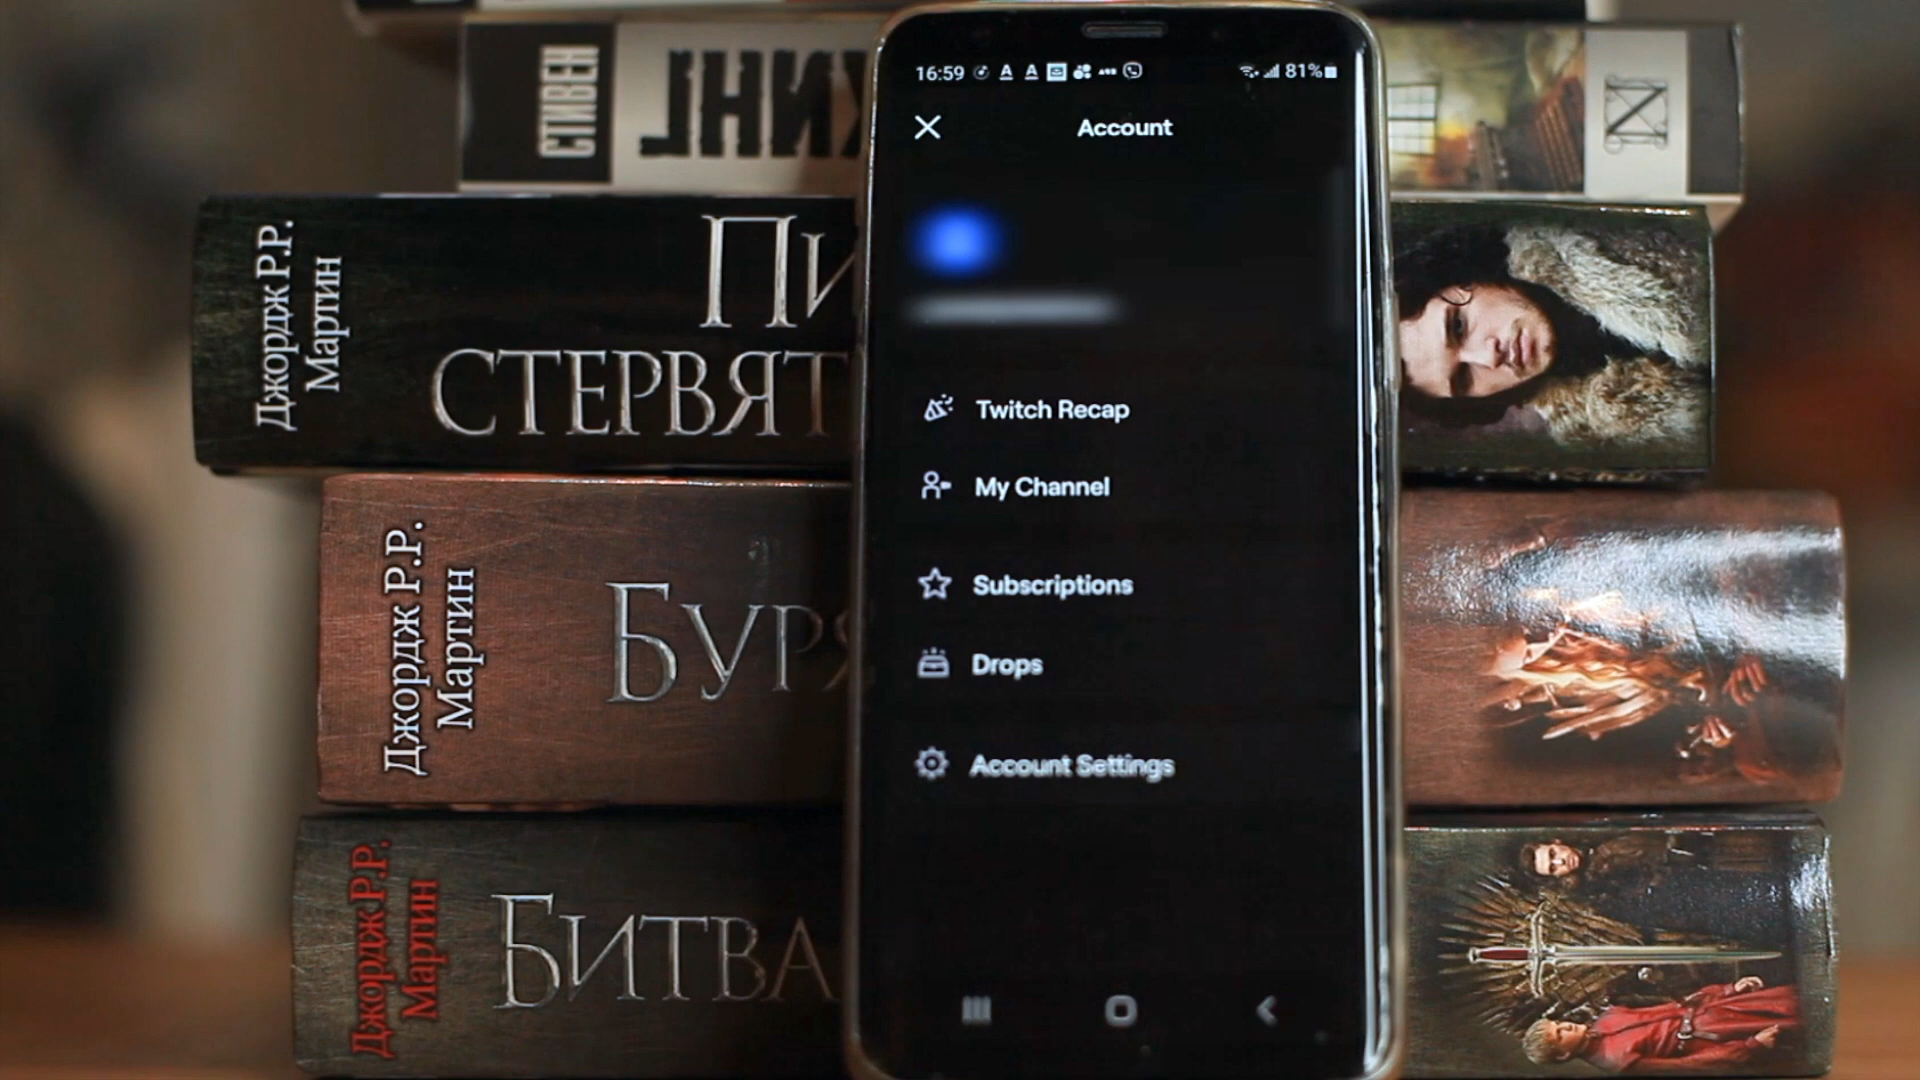 СТИВЕН
КИНГ
N
Джордж Р.Р.
Мартин
ПИ
СТЕРВЯТ
Джордж Р.Р.
Мартин
БУРЯ
Джордж Р.Р.
Мартин
БИТВА
16:59
81%
Account
Twitch Recap
My Channel
Subscriptions
Drops
Account Settings